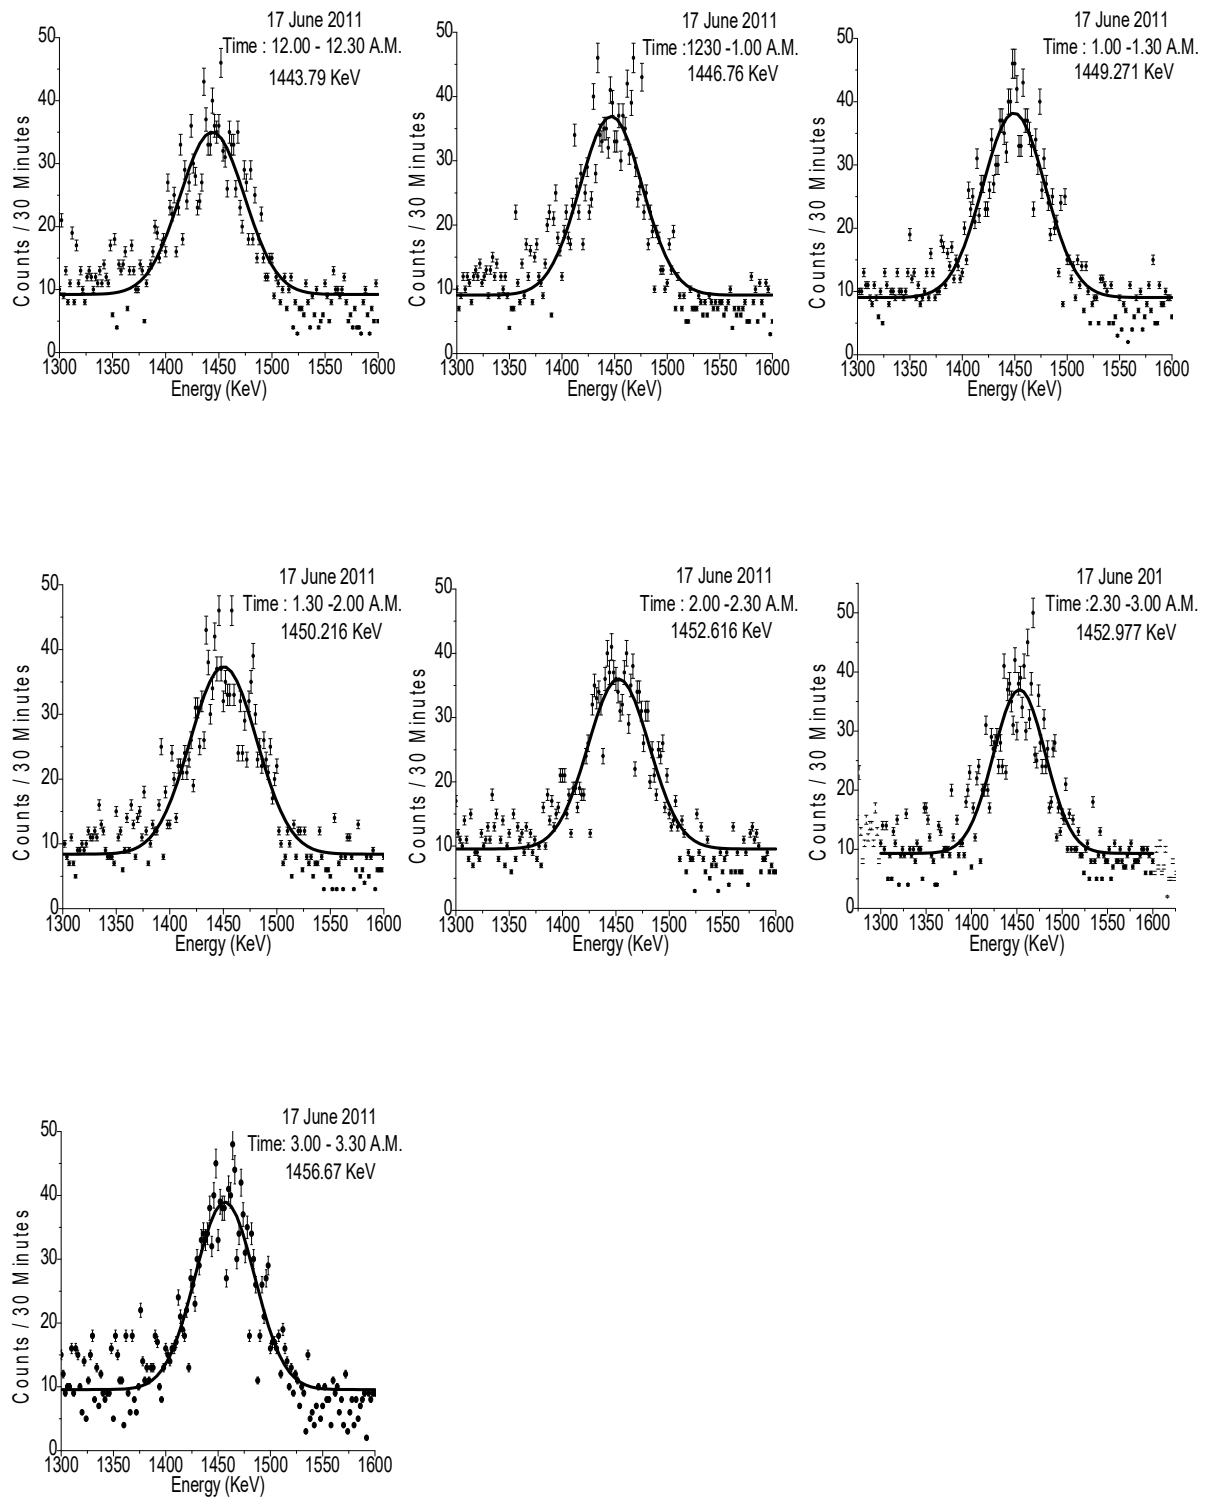 17 June 2011
Time : 12.00 - 12.30 A.M.
1443.79 KeV
Counts / 30 Minutes
50
40
30
20
10
0
1300 1350 1400 1450 1500 1550 1600
Energy (KeV)
17 June 2011
Time :1230 -1.00 A.M.
1446.76 KeV
Counts / 30 Minutes
50
40
30
20
10
0
1300 1350 1400 1450 1500 1550 1600
Energy (KeV)
17 June 2011
Time : 1.00 -1.30 A.M.
1449.271 KeV
Counts / 30 Minutes
50
40
30
20
10
0
1300 1350 1400 1450 1500 1550 1600
Energy (KeV)
17 June 2011
Time : 1.30 -2.00 A.M.
1450.216 KeV
Counts / 30 Minutes
50
40
30
20
10
0
1300 1350 1400 1450 1500 1550 1600
Energy (KeV)
17 June 2011
Time : 2.00 -2.30 A.M.
1452.616 KeV
Counts / 30 Minutes
50
40
30
20
10
0
1300 1350 1400 1450 1500 1550 1600
Energy (KeV)
17 June 201
Time :2.30 -3.00 A.M.
1452.977 KeV
Counts / 30 Minutes
50
40
30
20
10
0
1300 1350 1400 1450 1500 1550 1600
Energy (KeV)
17 June 2011
Time: 3.00 - 3.30 A.M.
1456.67 KeV
Counts / 30 Minutes
50
40
30
20
10
0
1300 1350 1400 1450 1500 1550 1600
Energy (KeV)